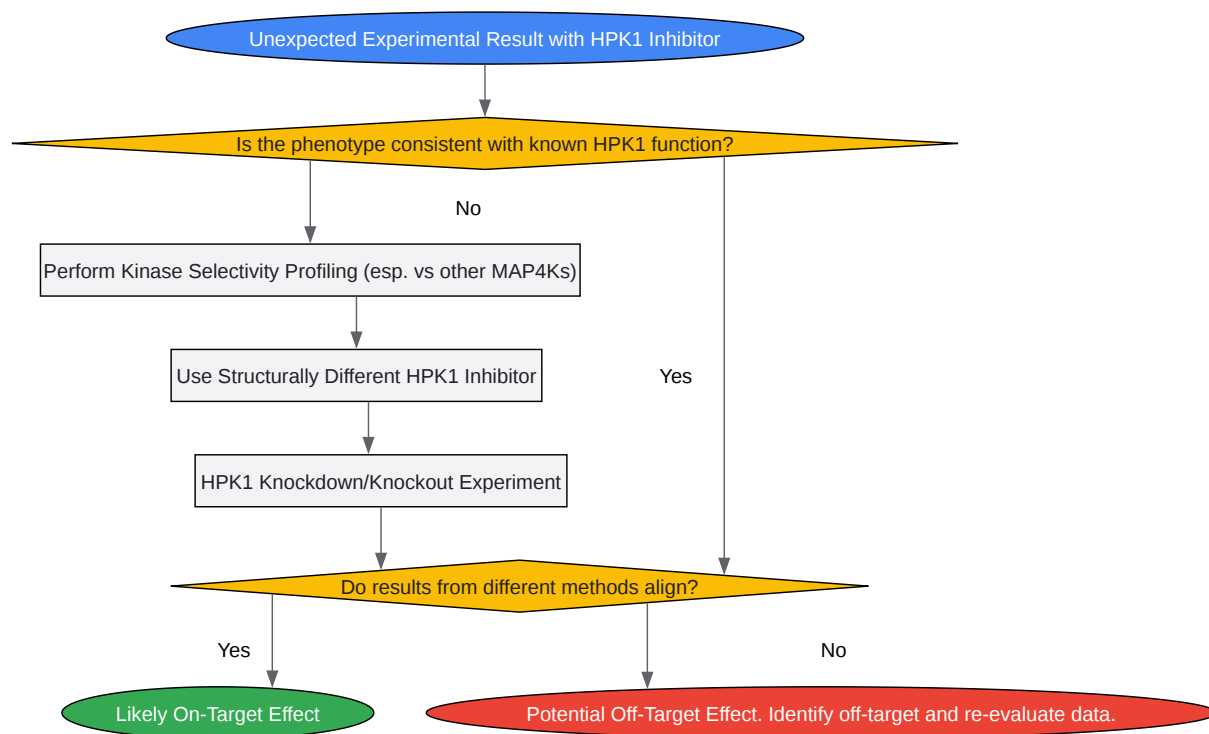 Unexpected Experimental Result with HPK1 Inhibitor
Is the phenotype consistent with known HPK1 function?
No
Perform Kinase Selectivity Profiling (esp. vs other MAP4Ks)
Use Structurally Different HPK1 Inhibitor
Yes
HPK1 Knockdown/Knockout Experiment
Do results from different methods align?
Yes
No
Likely On-Target Effect
Potential Off-Target Effect. Identify off-target and re-evaluate data.